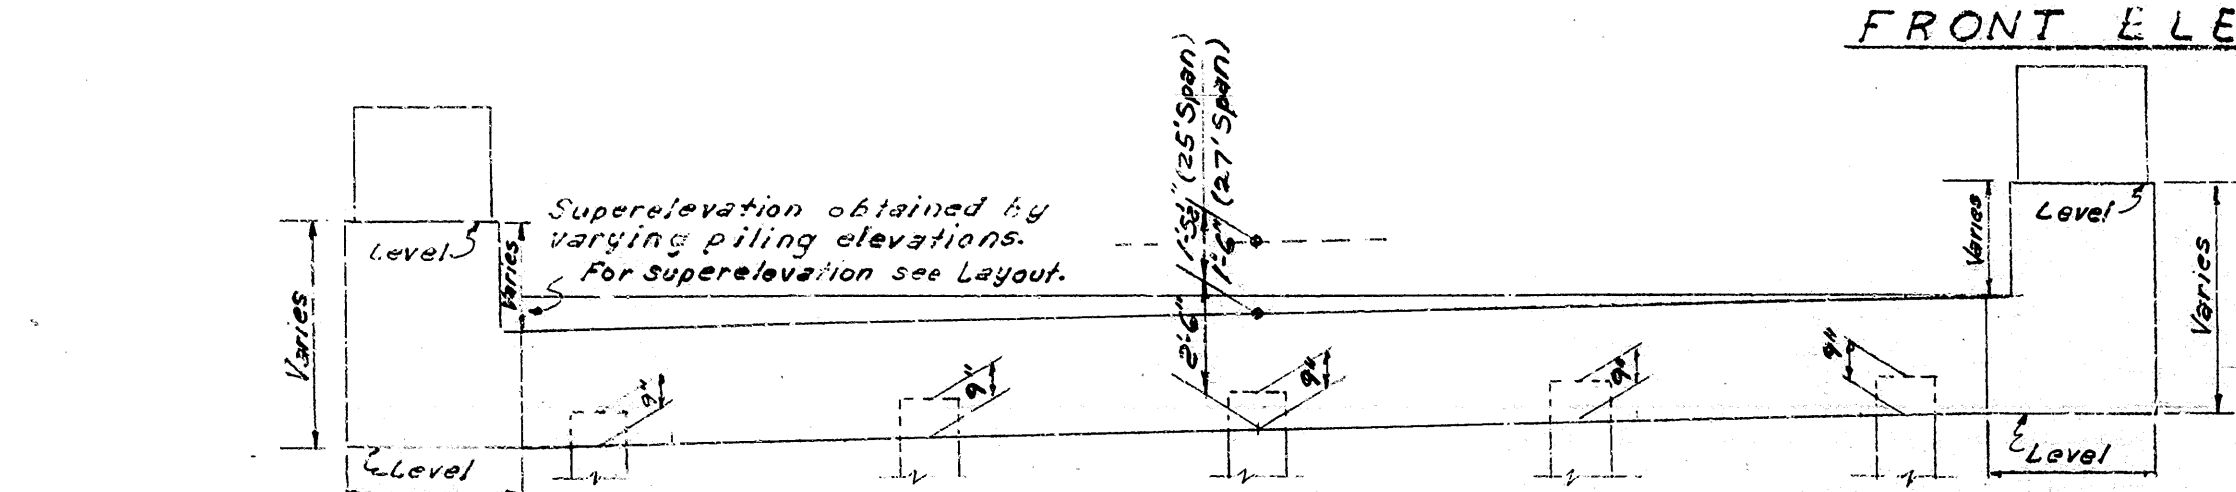 FRONT ELE
1'-5½" (25' Span)
1'-6" (27' Span)
Superelevation obtained by
varying piling elevations.
For superelevation see Layout.
Level
Varies
Varies
Level
Varies
Varies
2'-6"
9"
9"
9"
9"
9"
Level
Level